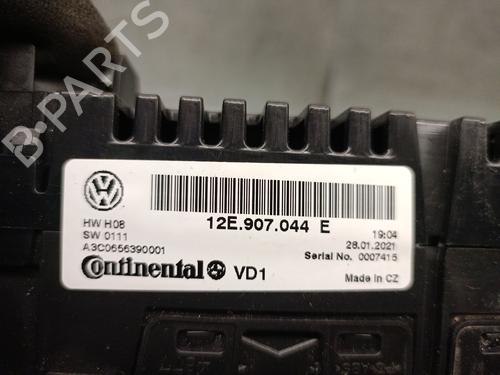 B-PARTS
12E.907.044 E
HW H08
SW 0111
A3C0656390001
19:04
28.01.2021
Serial No. 0007415
Continental VD1
Made in CZ